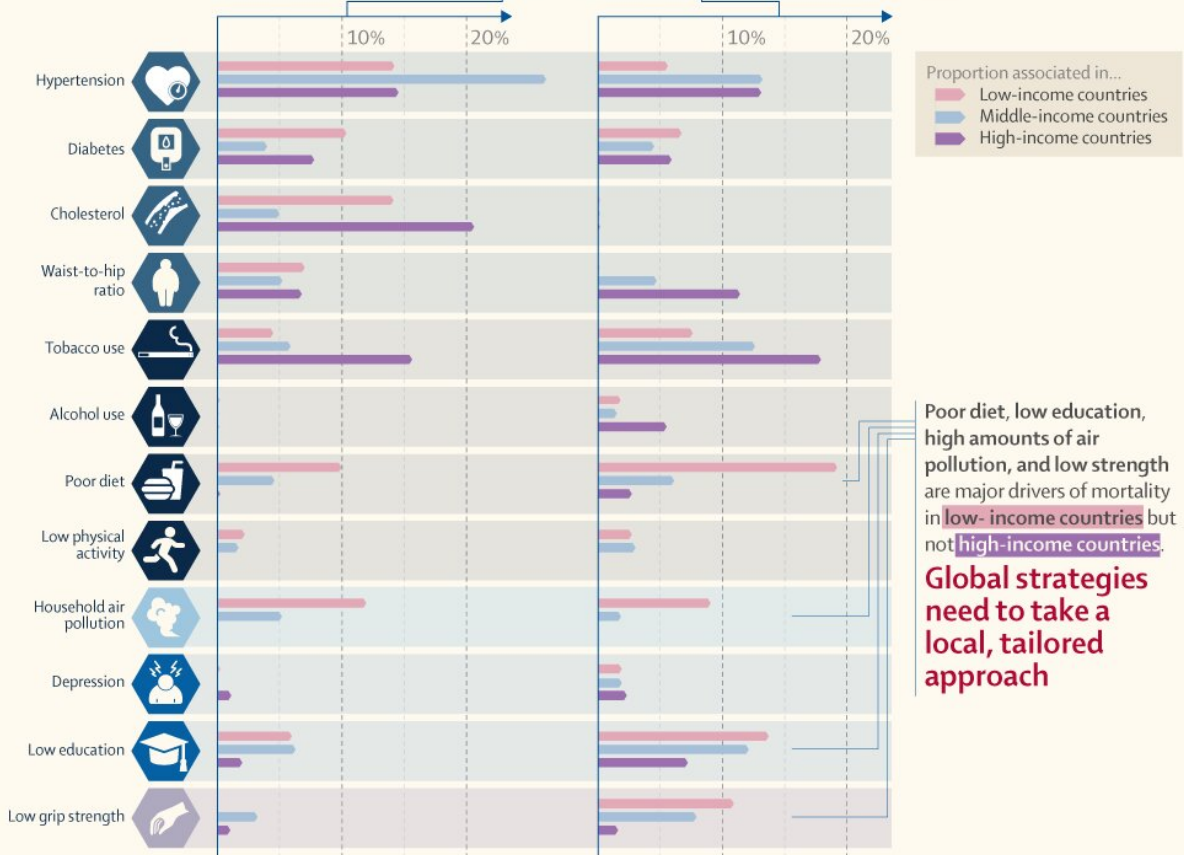 10%
20%
10%
20%
Hypertension
Diabetes
Cholesterol
Waist-to-hip
ratio
Tobacco use
Alcohol use
Poor diet
Low physical
activity
Household air
pollution
Depression
Low education
Low grip strength
Proportion associated in...
Low-income countries
Middle-income countries
High-income countries
Poor diet, low education,
high amounts of air
pollution, and low strength
are major drivers of mortality
in low- income countries but
not high-income countries.
Global strategies
need to take a
local, tailored
approach